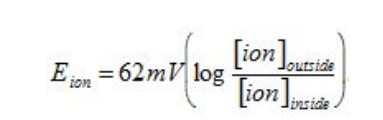 E_ion = 62mV(log [ion]_outside / [ion]_inside)